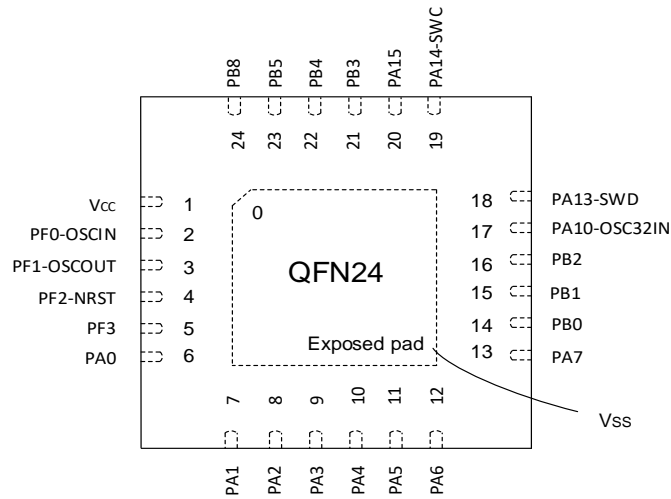 PB8 PB5 PB4 PB3 PA15 PA14-SWC
24 23 22 21 20 19
Vcc 1
PF0-OSCIN 2
PF1-OSCOUT 3
PF2-NRST 4
PF3 5
PA0 6
0
QFN24
Exposed pad
18 PA13-SWD
17 PA10-OSC32IN
16 PB2
15 PB1
14 PB0
13 PA7
Vss
7 8 9 10 11 12
PA1 PA2 PA3 PA4 PA5 PA6